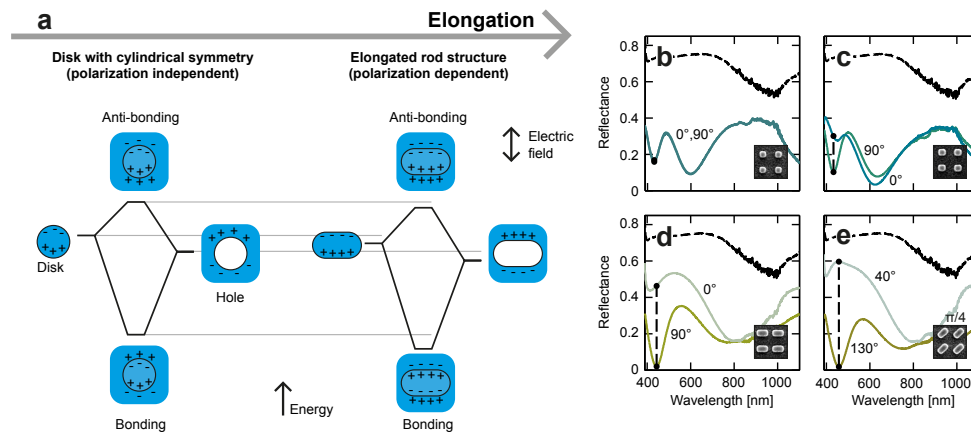 a
Elongation
Disk with cylindrical symmetry
(polarization independent)
Elongated rod structure
(polarization dependent)
Anti-bonding
Anti-bonding
Electric
field
Disk
Hole
Bonding
Bonding
Energy
b
0.8
0.6
0.4
0.2
0
Reflectance
0°,90°
c
90°
0°
d
0.8
0.6
0.4
0.2
0
Reflectance
0°
90°
400 600 800 1000
Wavelength [nm]
e
40°
130°
π/4
400 600 800 1000
Wavelength [nm]